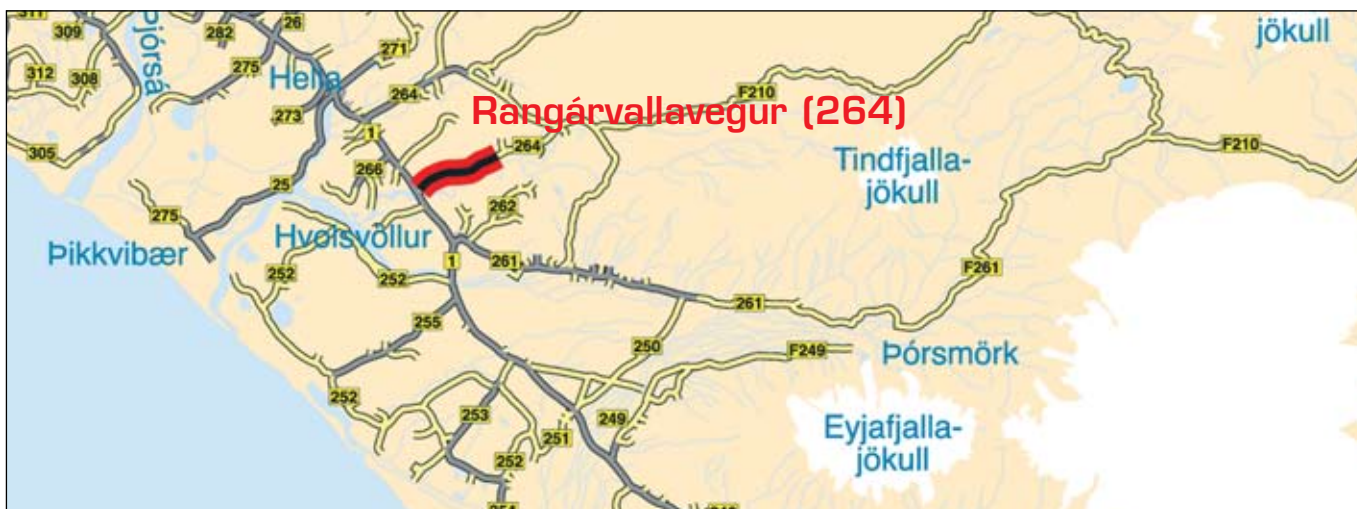 311
309
312
308
305
Þjórsá
282
26
275
Hella
273
271
264
1
Rangárvallavegur (264)
F210
264
266
25
262
275
Þikkvibær
Hvolsvöllur
252
252
1
261
Tindfjalla-
jökull
jökull
F210
F261
261
255
250
F249
Þórsmörk
252
253
249
251
252
Eyjafjalla-
jökull